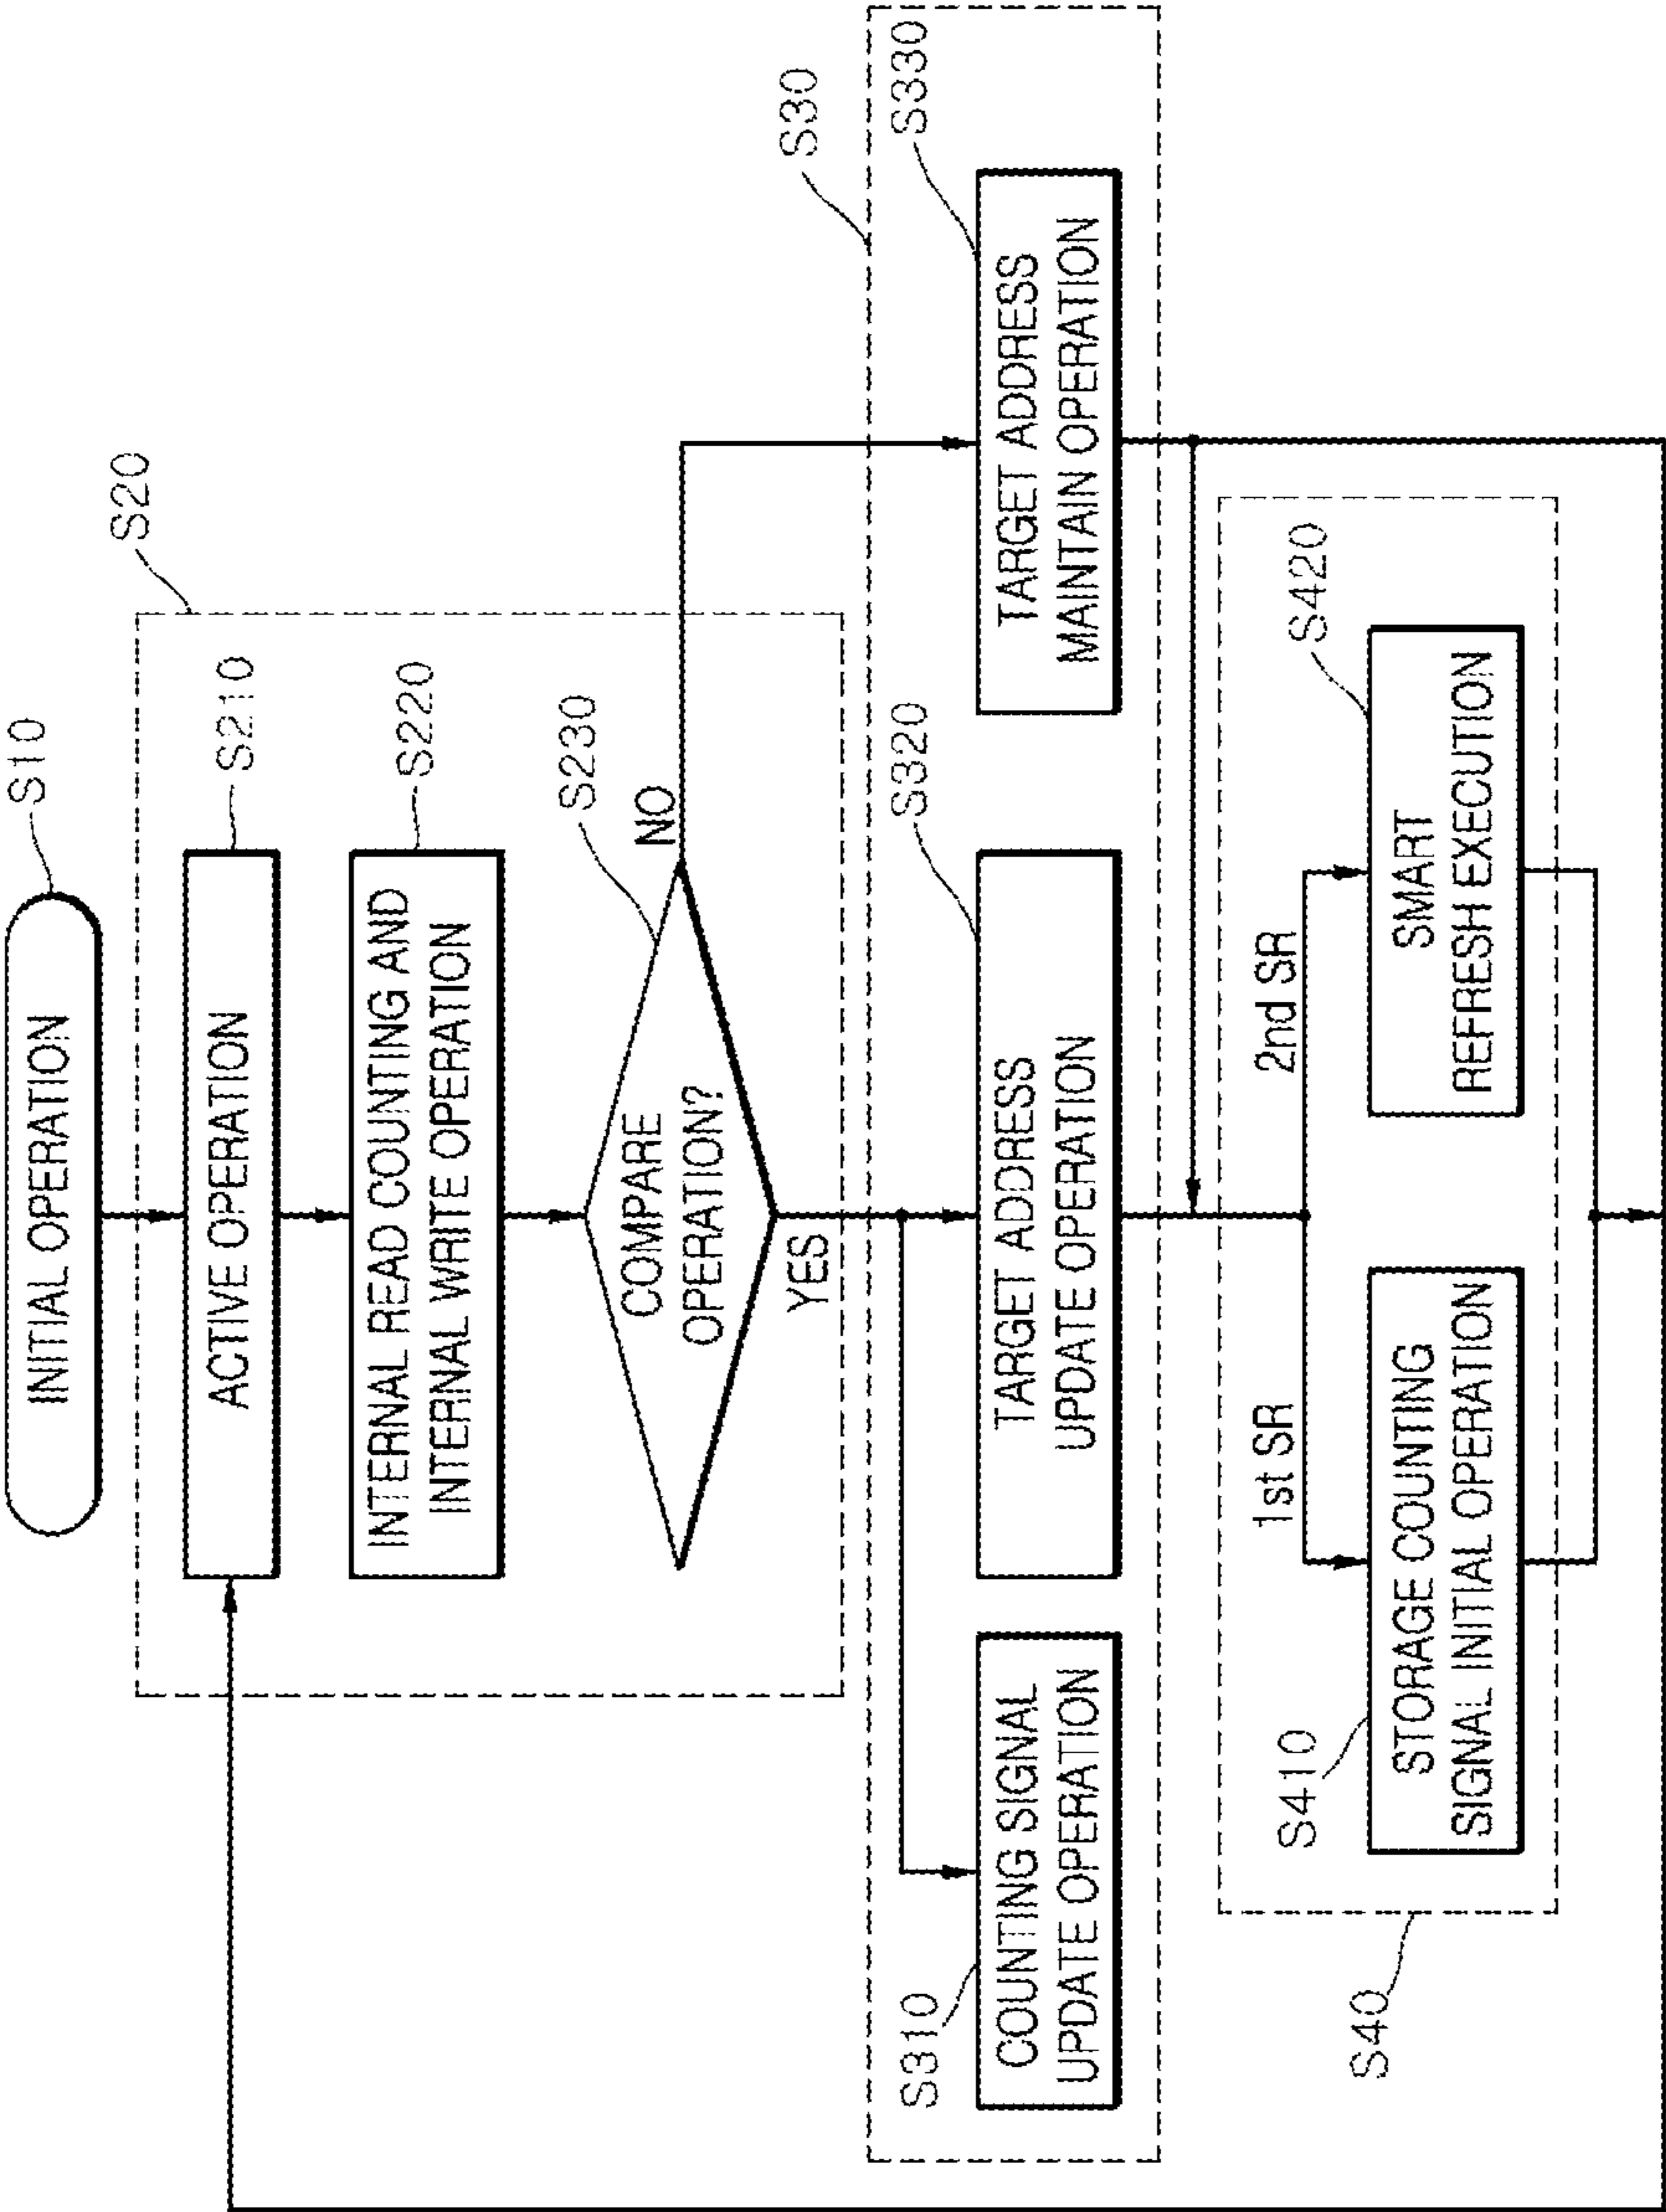 INITIAL OPERATION
S10
S20
ACTIVE OPERATION
S210
INTERNAL READ COUNTING AND
INTERNAL WRITE OPERATION
S220
COMPARE
OPERATION?
S230
NO
YES
S30
S310
COUNTING SIGNAL
UPDATE OPERATION
TARGET ADDRESS
UPDATE OPERATION
S320
TARGET ADDRESS
MAINTAIN OPERATION
S330
1st SR
2nd SR
S410
STORAGE COUNTING
SIGNAL INITIAL OPERATION
SMART
REFRESH EXECUTION
S420
S40